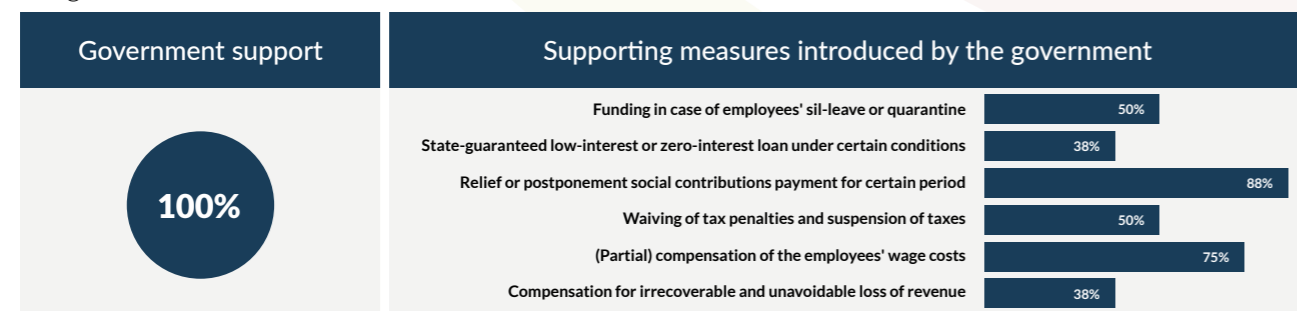 Government support
100%
Supporting measures introduced by the government
Funding in case of employees' sil-leave or quarantine 50%
State-guaranteed low-interest or zero-interest loan under certain conditions 38%
Relief or postponement social contributions payment for certain period 88%
Waiving of tax penalties and suspension of taxes 50%
(Partial) compensation of the employees' wage costs 75%
Compensation for irrecoverable and unavoidable loss of revenue 38%